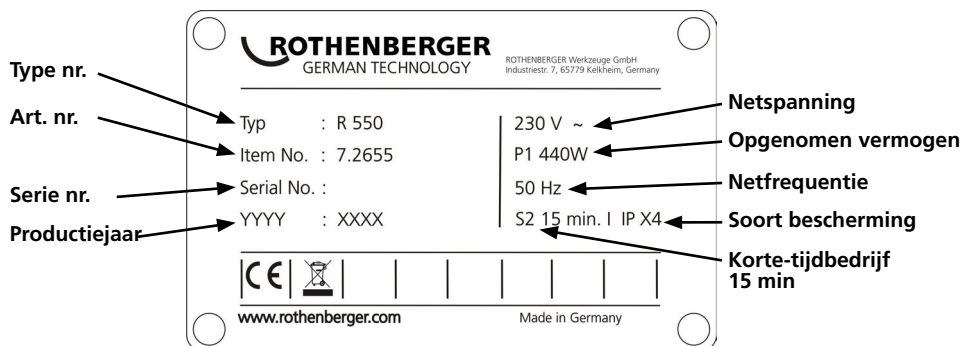 ROTHENBERGER
GERMAN TECHNOLOGY
ROTHENBERGER Werkzeuge GmbH
Industriestr. 7, 65779 Kelkheim, Germany
Type nr.
Art. nr.
Serie nr.
Productiejaar
Typ : R 550
Item No. : 7.2655
Serial No. :
YYYY : XXXX
230 V ~
P1 440W
50 Hz
S2 15 min. I IP X4
Netspanning
Opgenomen vermogen
Netfrequentie
Soort bescherming
Korte-tijdbedrijf
15 min
CE
www.rothenberger.com
Made in Germany